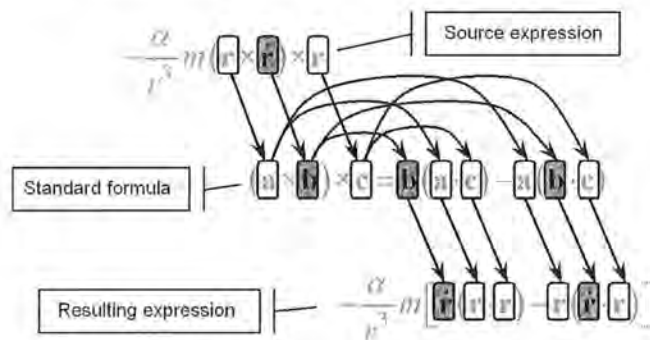 Source expression
- α/r³ m(r × ṙ) × r
Standard formula
(a × b) × c = b(a · c) − a(b · c)
Resulting expression
- α/r³ m[ṙ(r · r) − r(ṙ · r)]